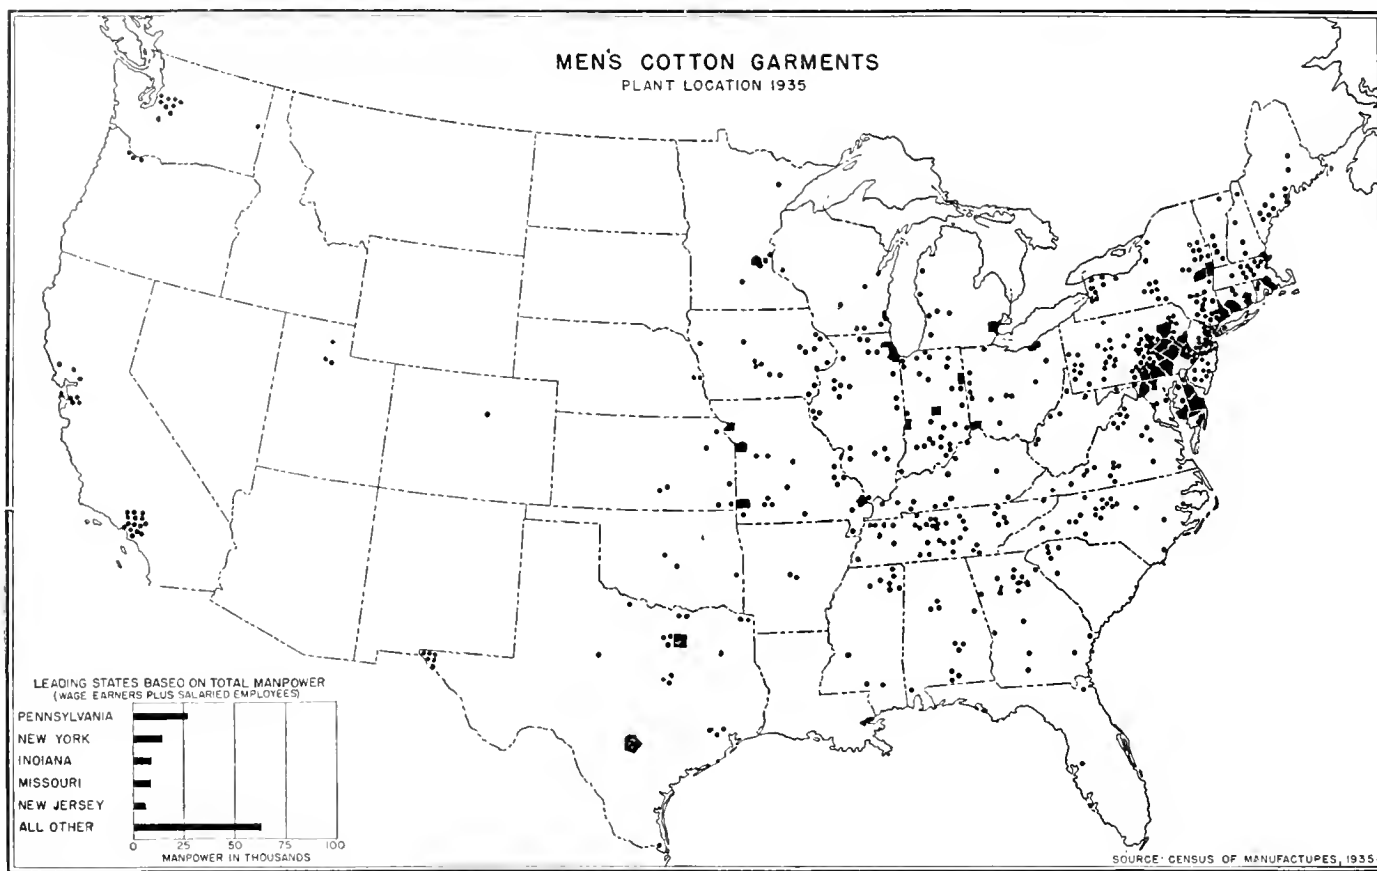 MEN'S COTTON GARMENTS
PLANT LOCATION 1935
LEADING STATES BASED ON TOTAL MANPOWER
(WAGE EARNERS PLUS SALARIED EMPLOYEES)
PENNSYLVANIA
NEW YORK
INDIANA
MISSOURI
NEW JERSEY
ALL OTHER
0 25 50 75 100
MANPOWER IN THOUSANDS
SOURCE: CENSUS OF MANUFACTURES, 1935